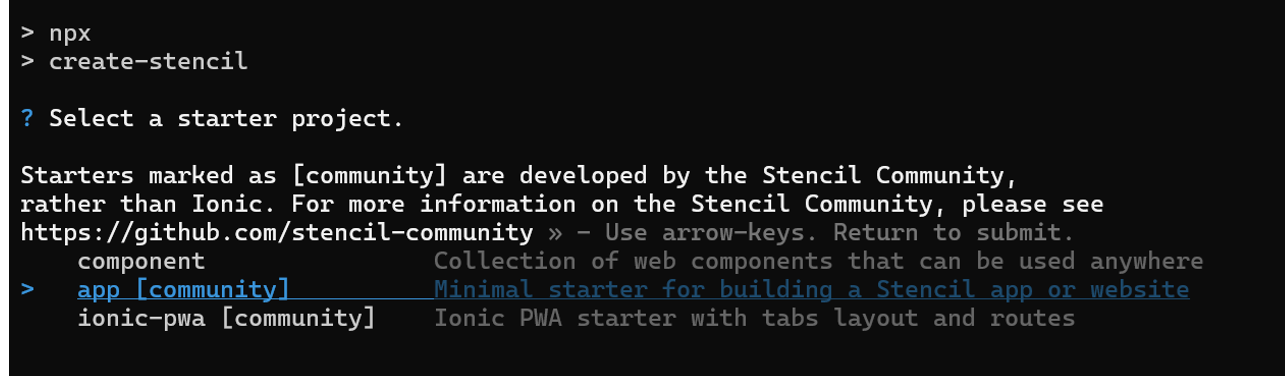 > npx
> create-stencil
? Select a starter project.
Starters marked as [community] are developed by the Stencil Community,
rather than Ionic. For more information on the Stencil Community, please see
https://github.com/stencil-community » - Use arrow-keys. Return to submit.
component Collection of web components that can be used anywhere
> app [community] Minimal starter for building a Stencil app or website
ionic-pwa [community] Ionic PWA starter with tabs layout and routes